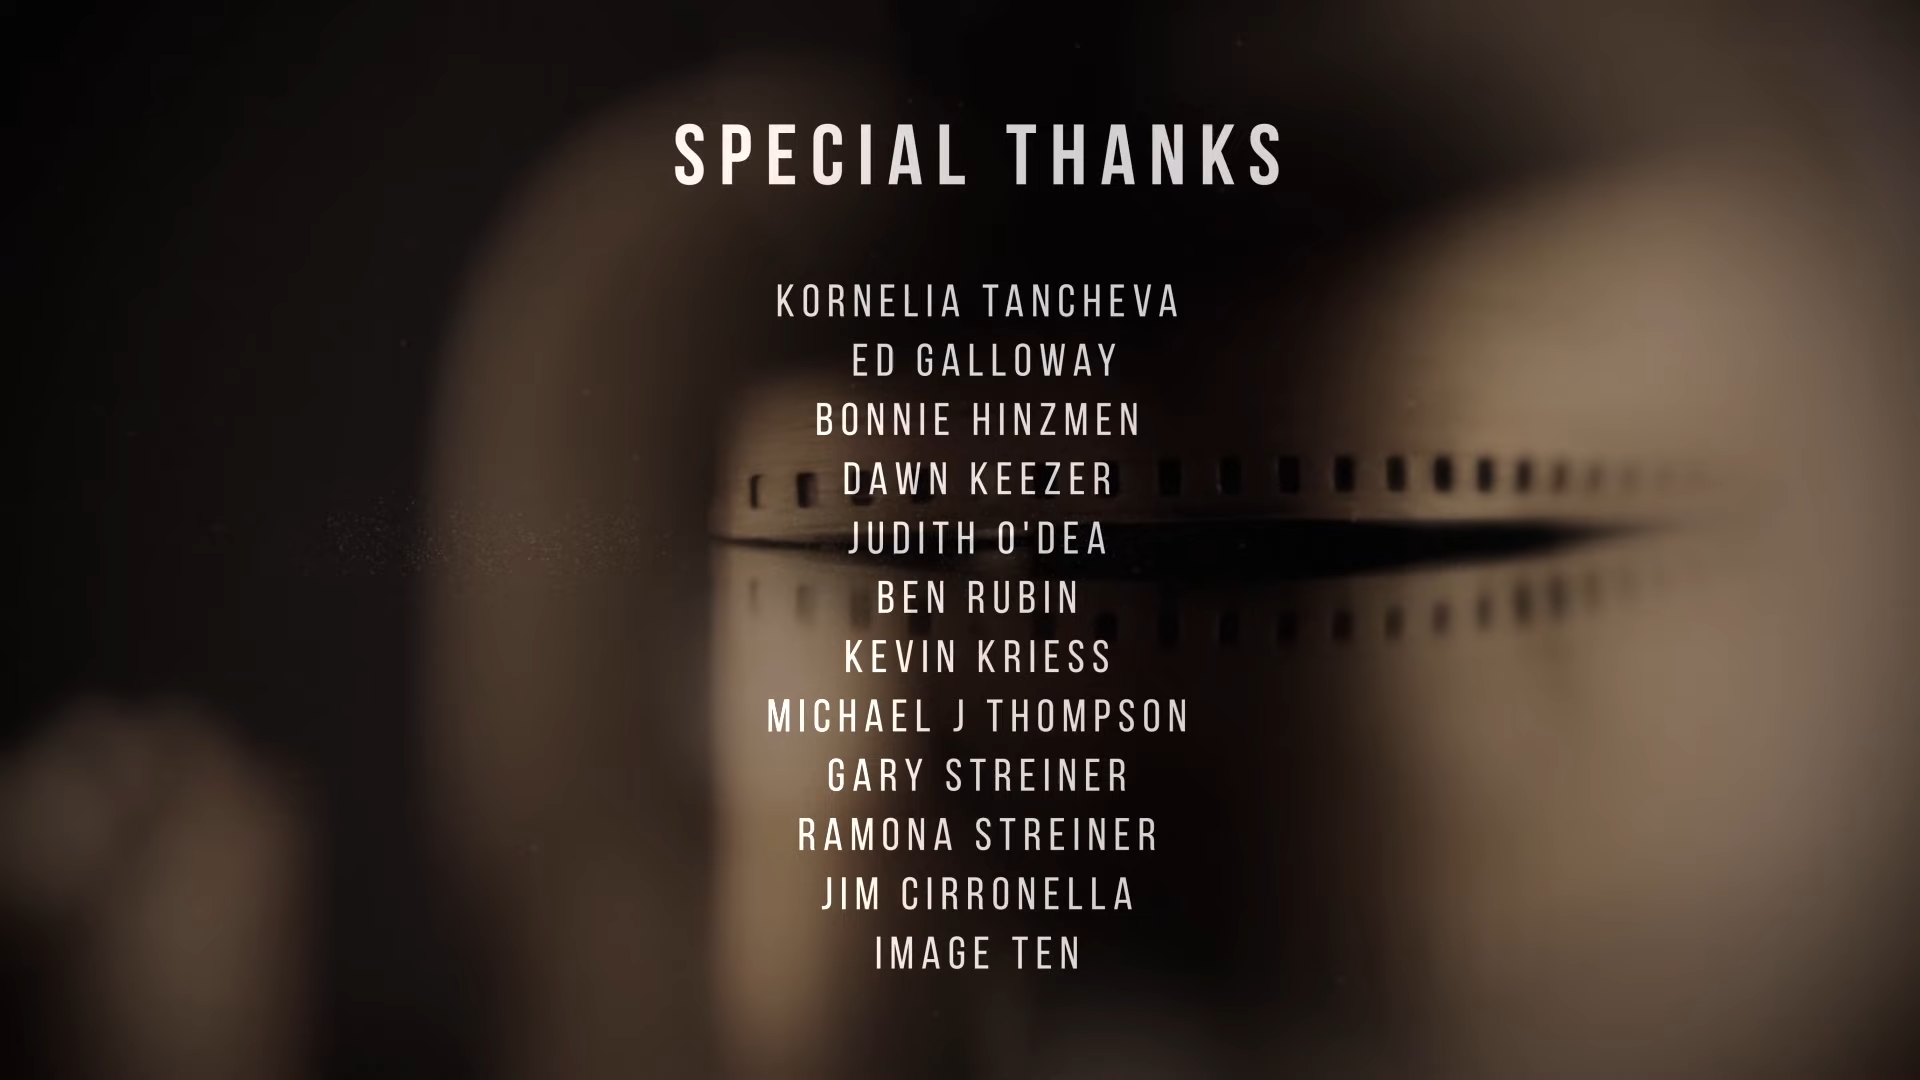 SPECIAL THANKS
KORNELIA TANCHEVA
ED GALLOWAY
BONNIE HINZMEN
DAWN KEEZER
JUDITH O'DEA
BEN RUBIN
KEVIN KRIESS
MICHAEL J THOMPSON
GARY STREINER
RAMONA STREINER
JIM CIRRONELLA
IMAGE TEN